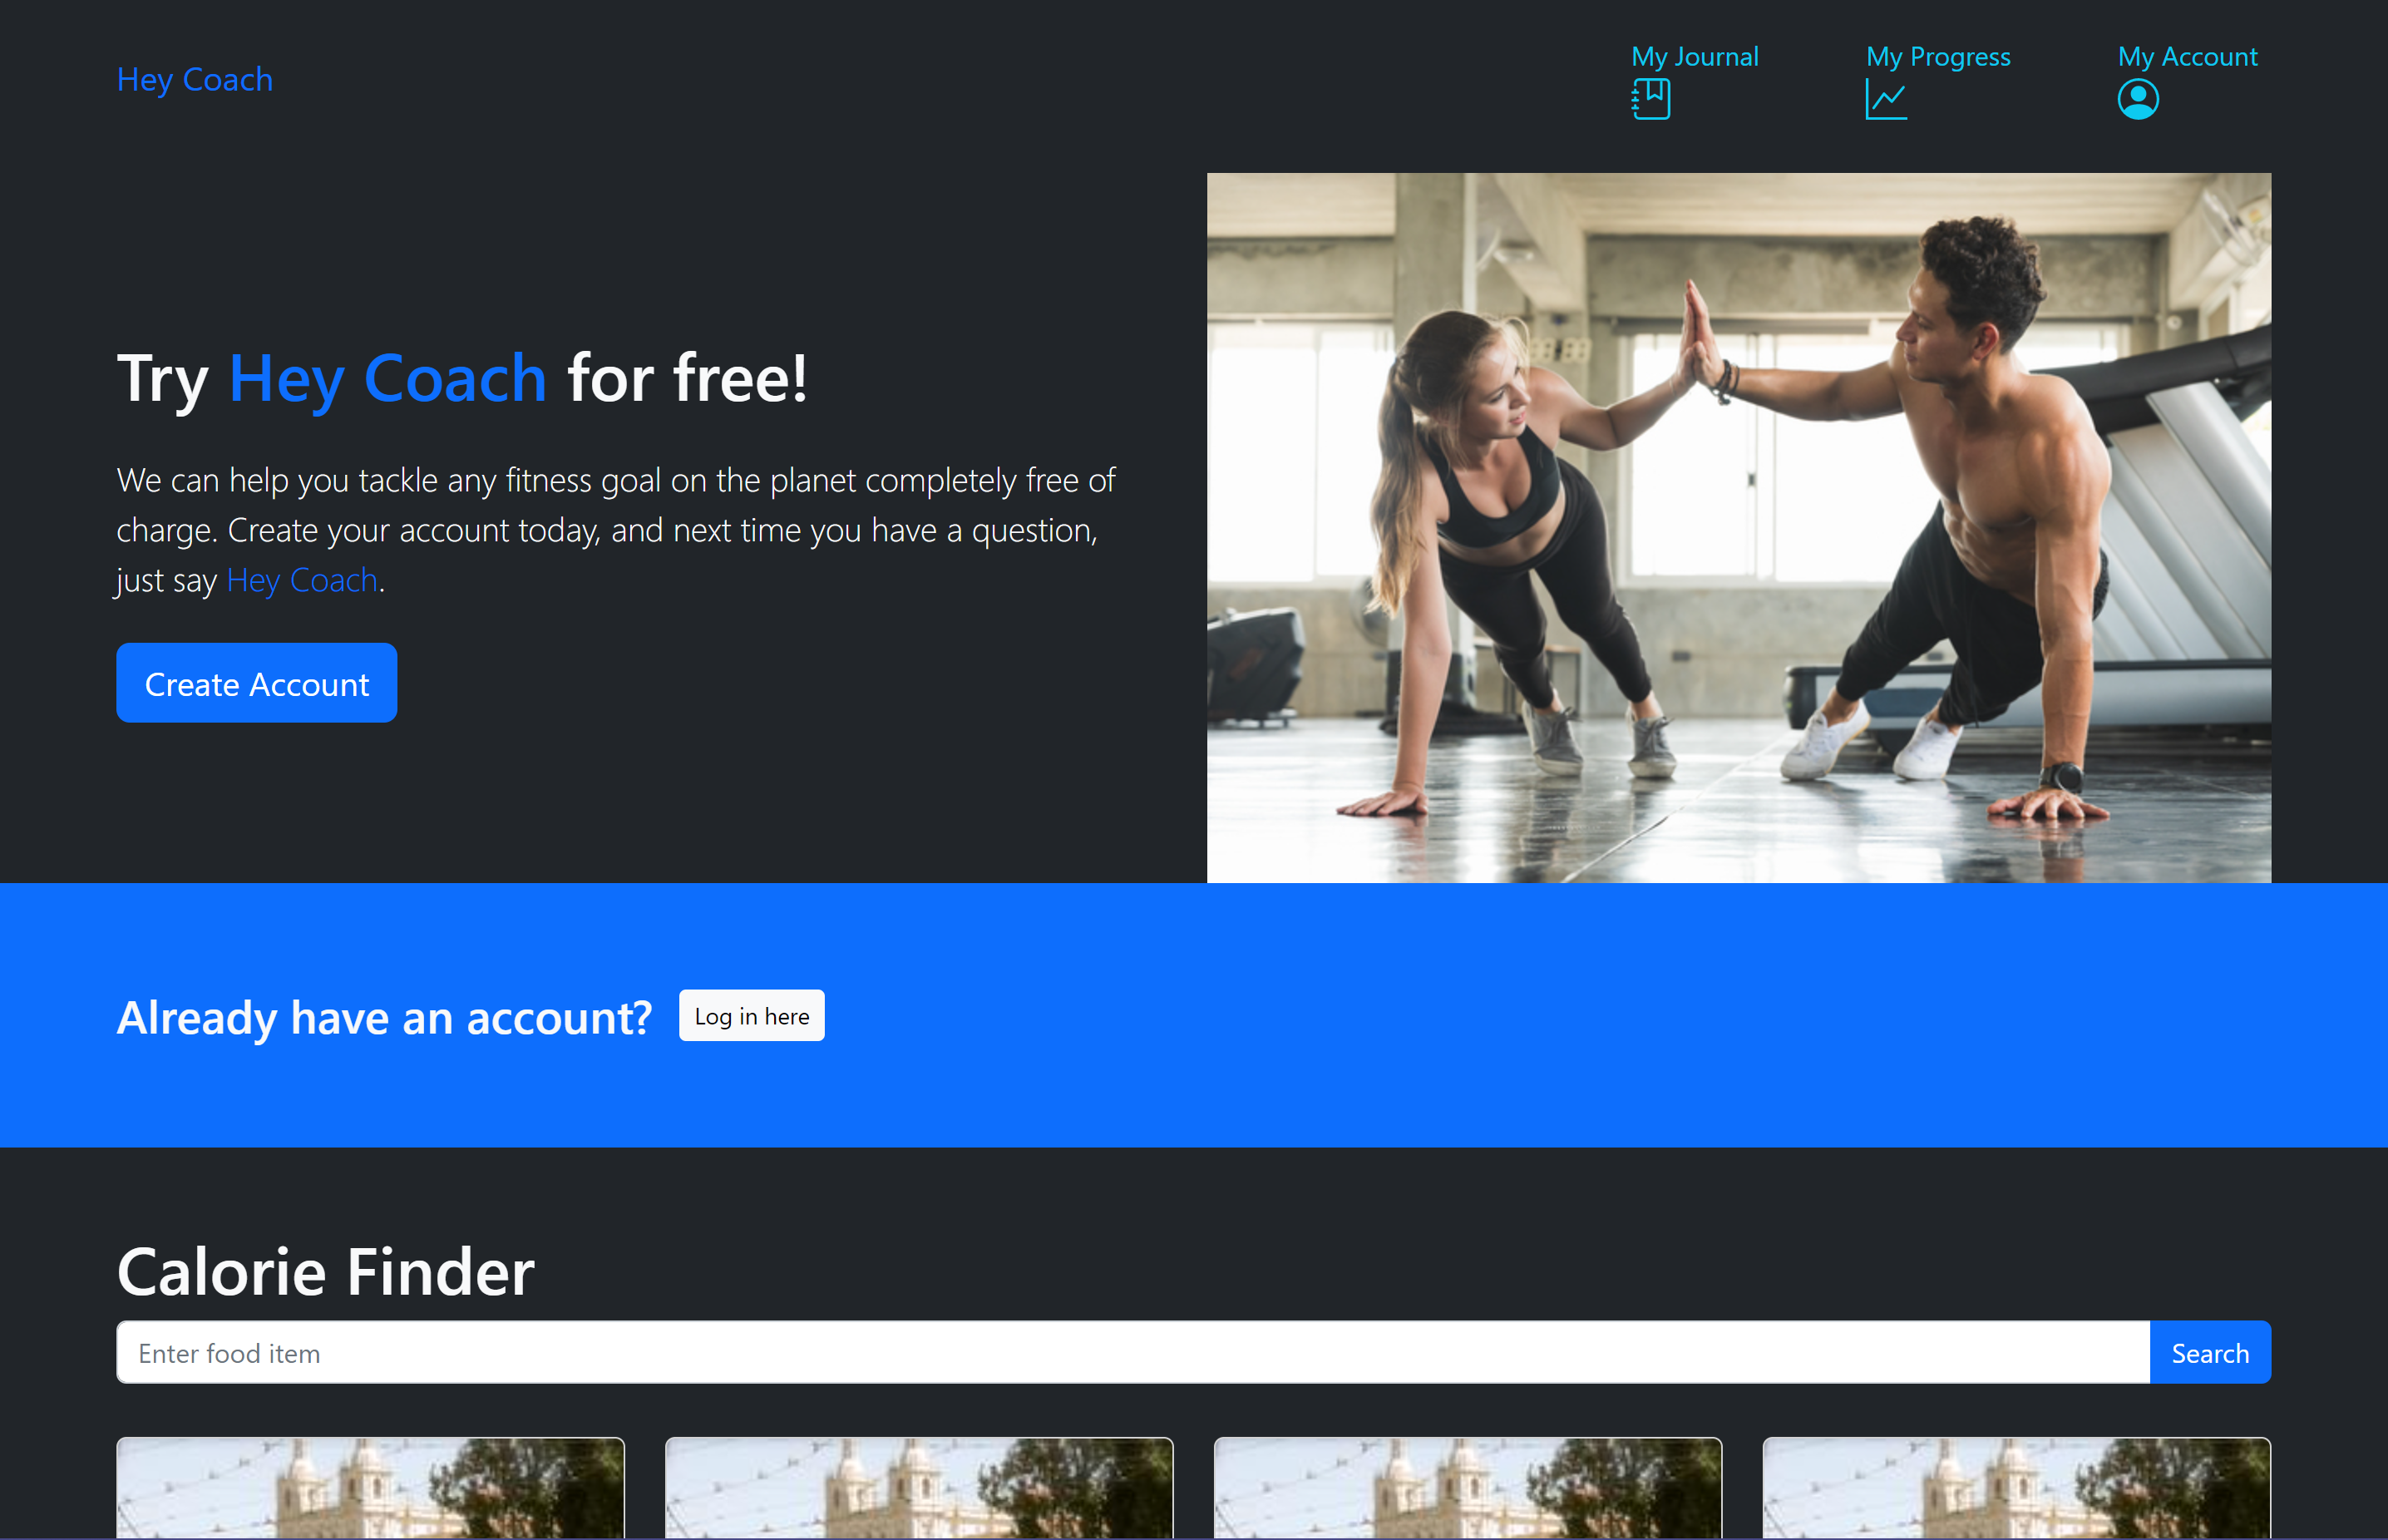 Hey Coach
My Journal
My Progress
My Account
Try Hey Coach for free!
We can help you tackle any fitness goal on the planet completely free of
charge. Create your account today, and next time you have a question,
just say Hey Coach.
Create Account
Already have an account?
Log in here
Calorie Finder
Enter food item
Search